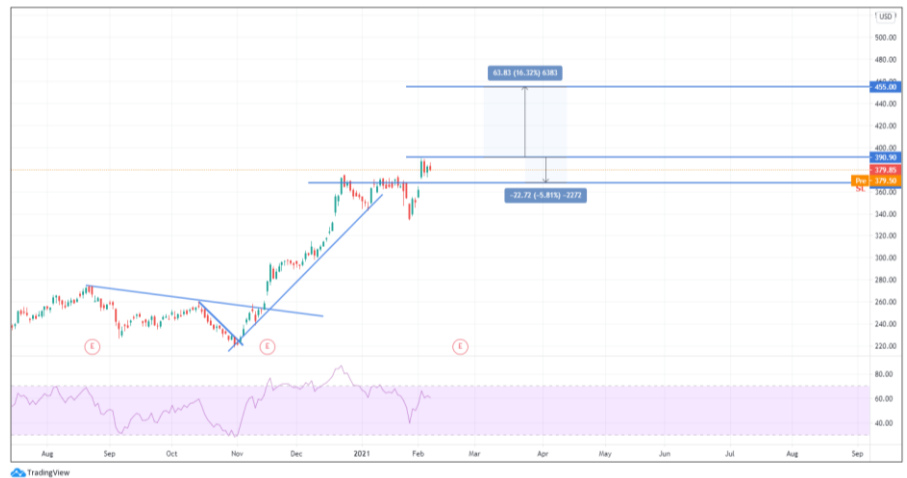 USD
500.00
480.00
63.83 (16.32%) 6383
455.00
440.00
420.00
400.00
390.90
379.85
Pre 379.50
SL
360.00
-22.72 (-5.81%) -2272
340.00
320.00
300.00
280.00
260.00
240.00
E E E
220.00
80.00
60.00
40.00
Aug Sep Oct Nov Dec 2021 Feb Mar Apr May Jun Jul Aug Sep
TradingView